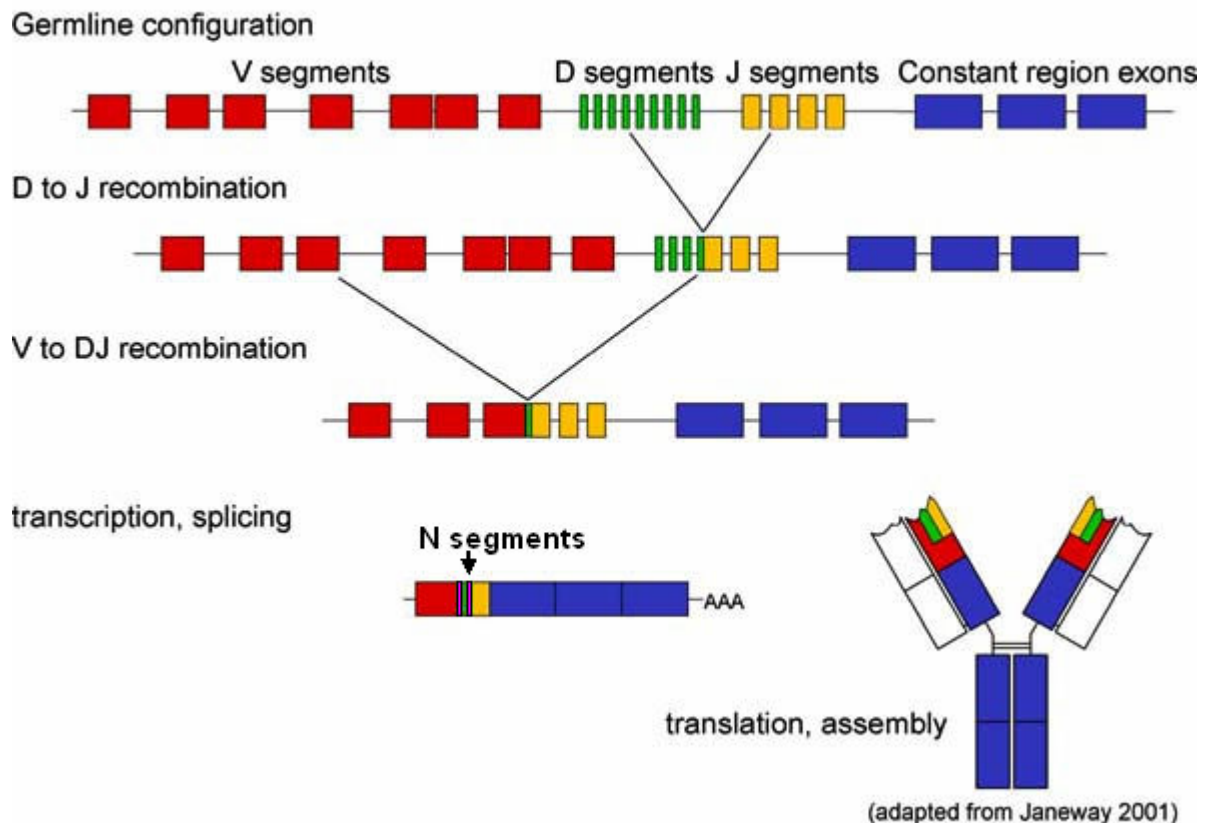 Germline configuration
V segments D segments J segments Constant region exons
D to J recombination
V to DJ recombination
transcription, splicing
N segments
AAA
translation, assembly
(adapted from Janeway 2001)